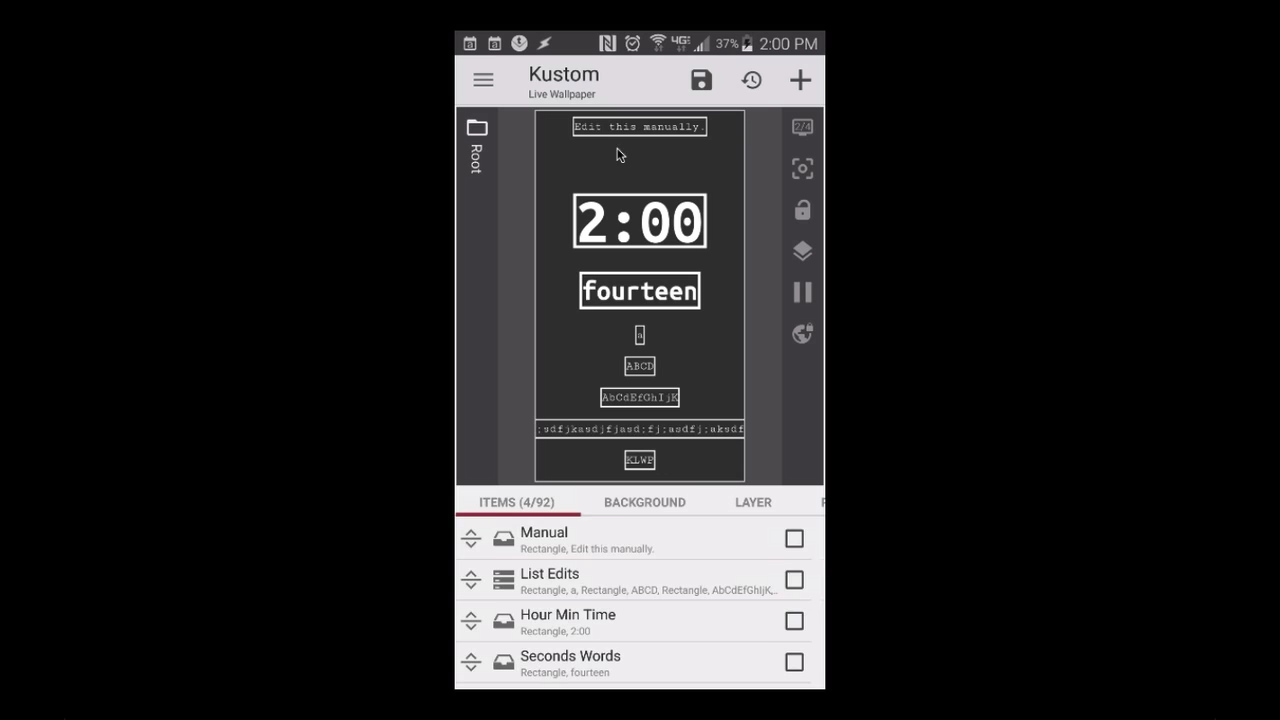 37% 2:00 PM
Kustom
Live Wallpaper
Root
2/4
Edit this manually.
2:00
fourteen
a
ABCD
AbCdEfGhIjK
;sdfjkasdjfjasd;fj;asdfj;aksdf
KLWP
ITEMS (4/92) BACKGROUND LAYER
Manual
Rectangle, Edit this manually.
List Edits
Rectangle, a, Rectangle, ABCD, Rectangle, AbCdEfGhIjK,..
Hour Min Time
Rectangle, 2:00
Seconds Words
Rectangle, fourteen